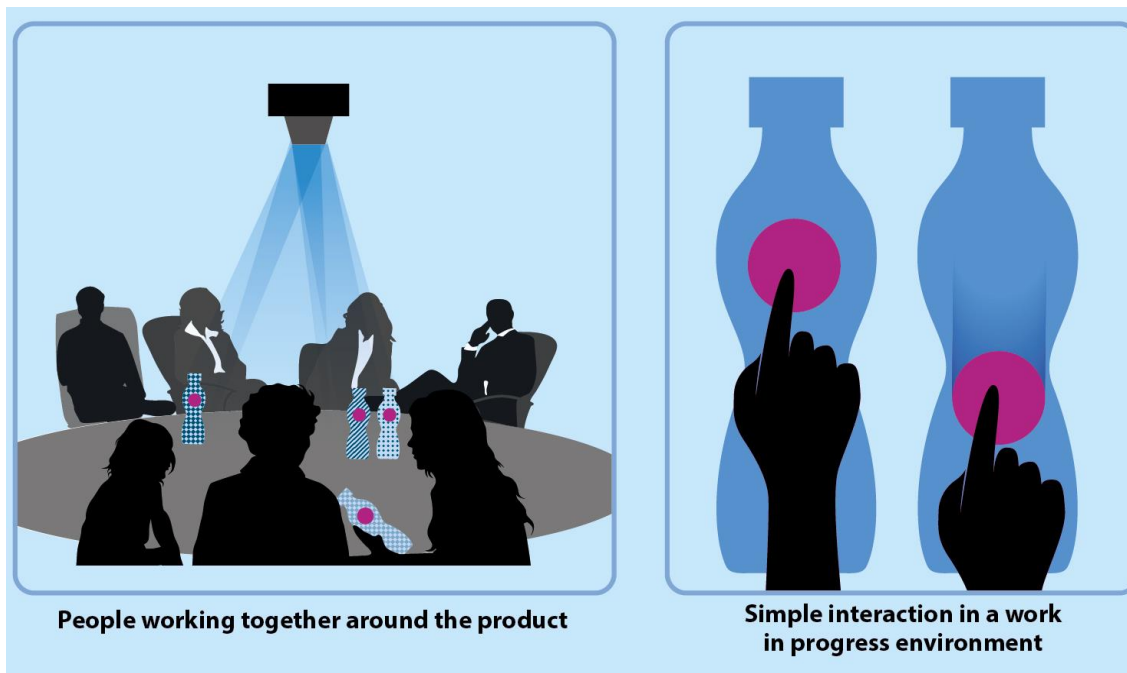 People working together around the product
Simple interaction in a work
in progress environment